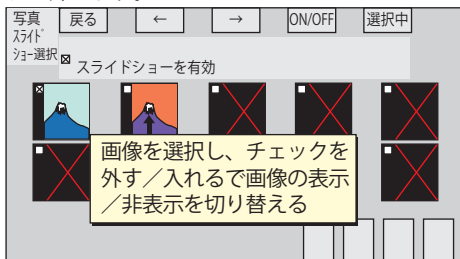 写真 戻る ← → ON/OFF 選択中
スライド
ショー選択
スライドショーを有効
画像を選択し、チェックを
外す／入れるで画像の表示
／非表示を切り替える